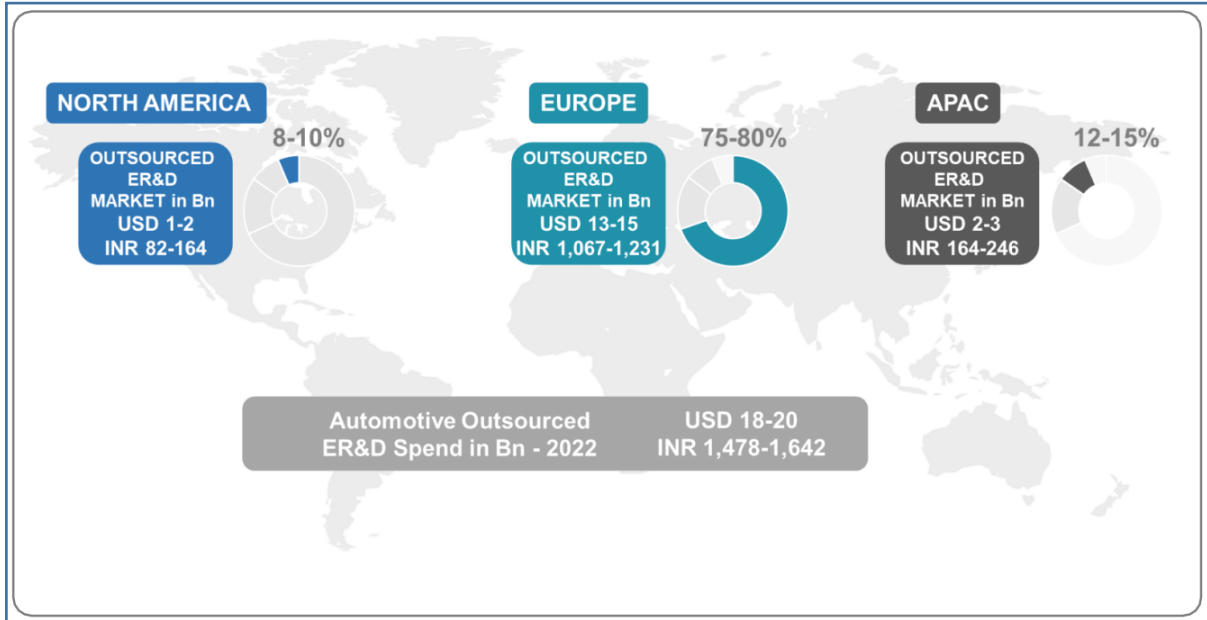 NORTH AMERICA
8-10%
OUTSOURCED
ER&D
MARKET in Bn
USD 1-2
INR 82-164
EUROPE
75-80%
OUTSOURCED
ER&D
MARKET in Bn
USD 13-15
INR 1,067-1,231
APAC
12-15%
OUTSOURCED
ER&D
MARKET in Bn
USD 2-3
INR 164-246
Automotive Outsourced
ER&D Spend in Bn - 2022
USD 18-20
INR 1,478-1,642